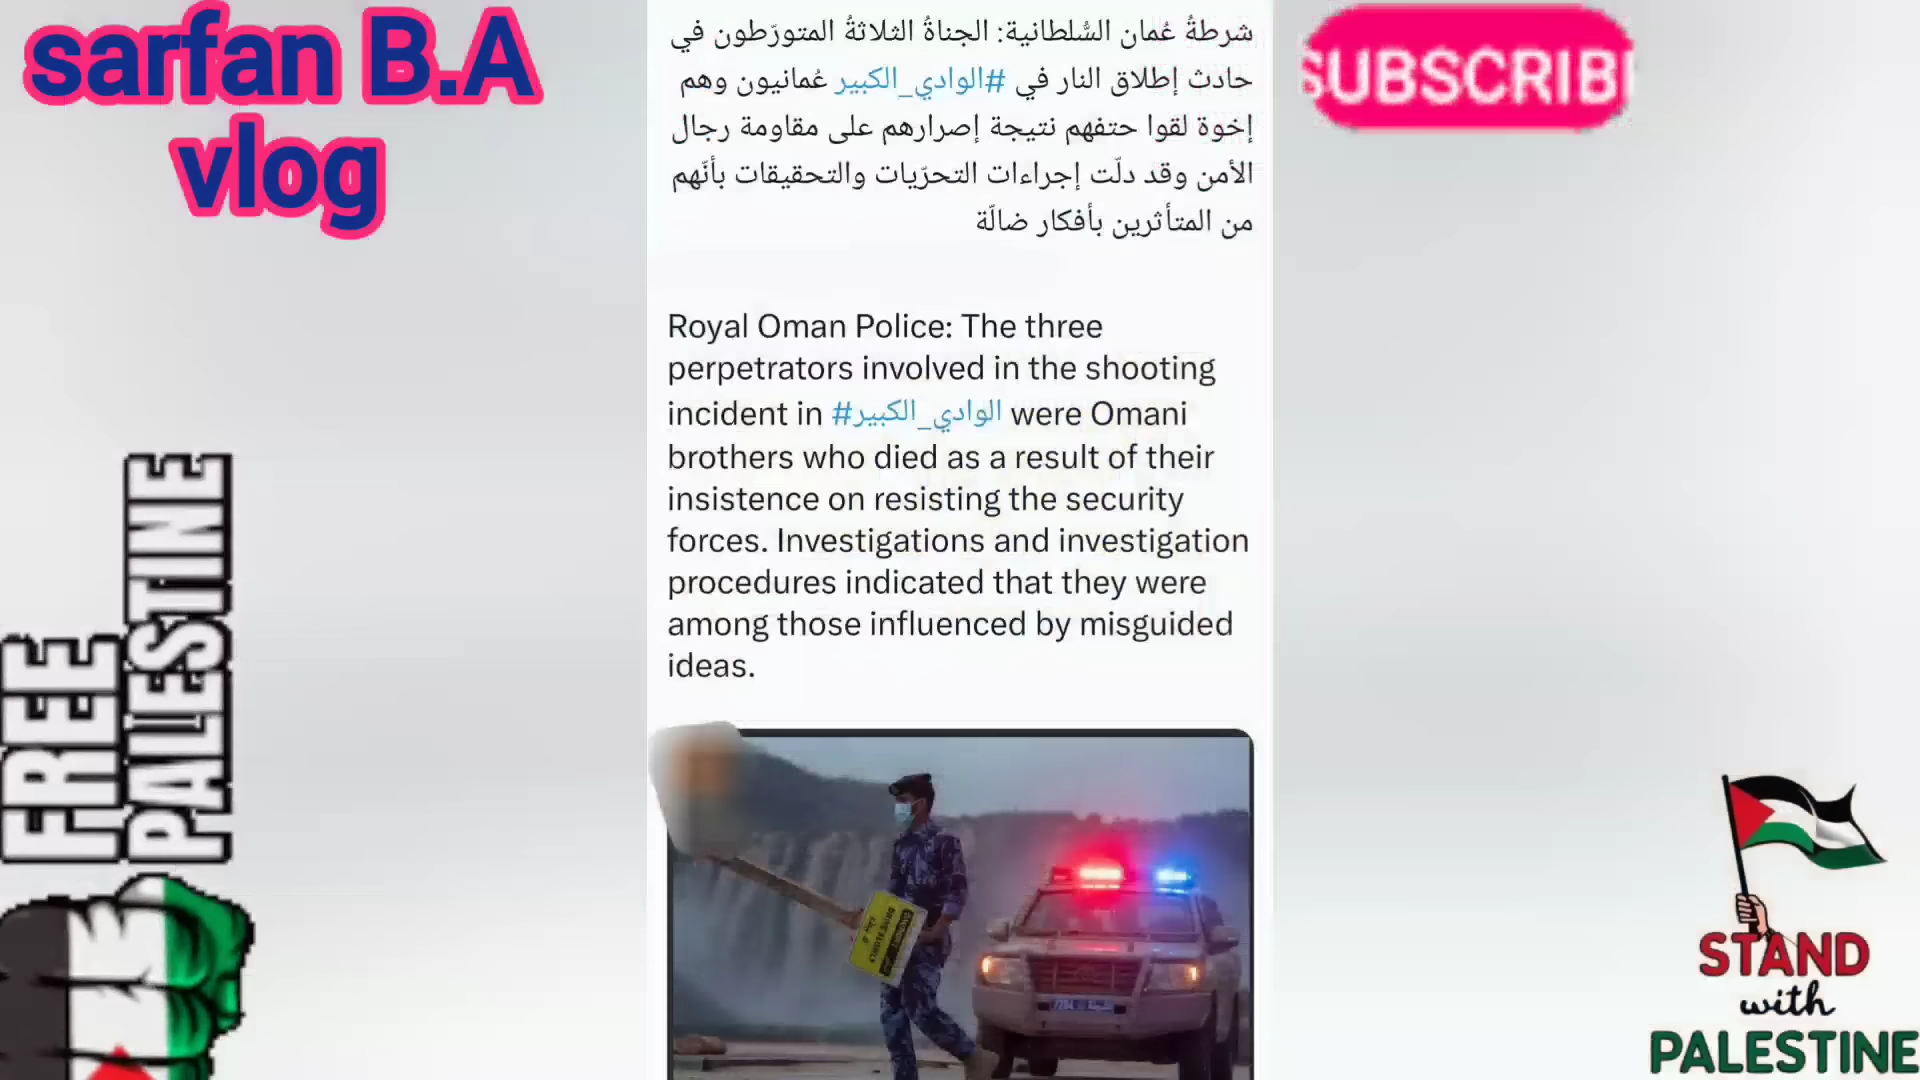 sarfan B.A
vlog
SUBSCRIB
شرطةُ عُمان السُّلطانية: الجناةُ الثلاثةُ المتورّطون في
حادث إطلاق النار في #الوادي_الكبير عُمانيون وهم
إخوة لقوا حتفهم نتيجة إصرارهم على مقاومة رجال
الأمن وقد دلّت إجراءات التحرّيات والتحقيقات بأنّهم
من المتأثرين بأفكار ضالّة
Royal Oman Police: The three
perpetrators involved in the shooting
incident in #الوادي_الكبير were Omani
brothers who died as a result of their
insistence on resisting the security
forces. Investigations and investigation
procedures indicated that they were
among those influenced by misguided
ideas.
FREE
PALESTINE
STAND
with
PALESTINE